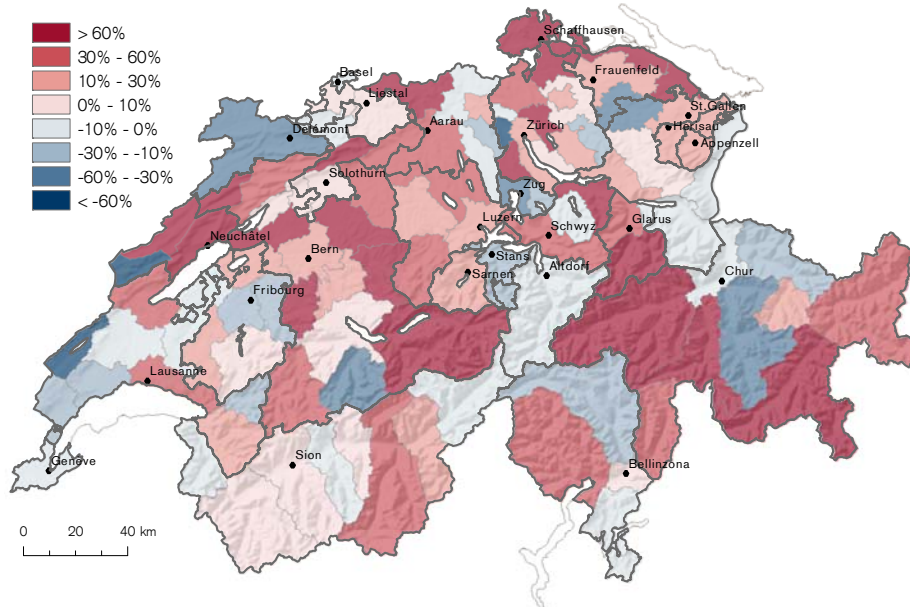 > 60%
30% - 60%
10% - 30%
0% - 10%
-10% - 0%
-30% - -10%
-60% - -30%
< -60%
Schaffhausen
Basel
Frauenfeld
Liestal
St.Gallen
Delémont
Aarau
Zürich
Herisau
Appenzell
Solothurn
Zug
Luzern
Glarus
Schwyz
Neuchâtel
Bern
Stans
Sarnen
Altdorf
Chur
Fribourg
Lausanne
Sion
Genève
Bellinzona
0 20 40 km